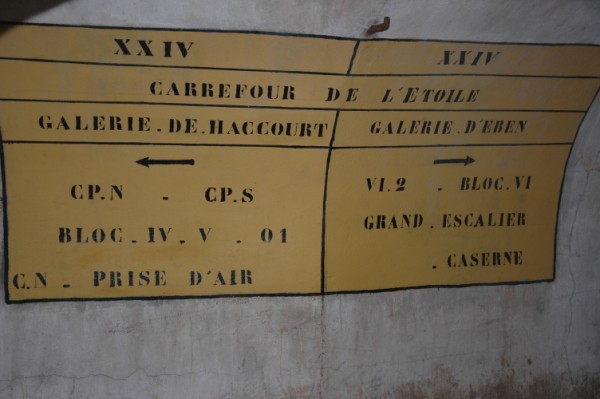 XXIV XXIV
CARREFOUR DE L'ETOILE
GALERIE.DE.HACCOURT GALERIE.D'EBEN
CP.N - CP.S
BLOC.IV.V - 01
C.N - PRISE D'AIR
VI.2 - BLOC.VI
GRAND.ESCALIER
. CASERNE